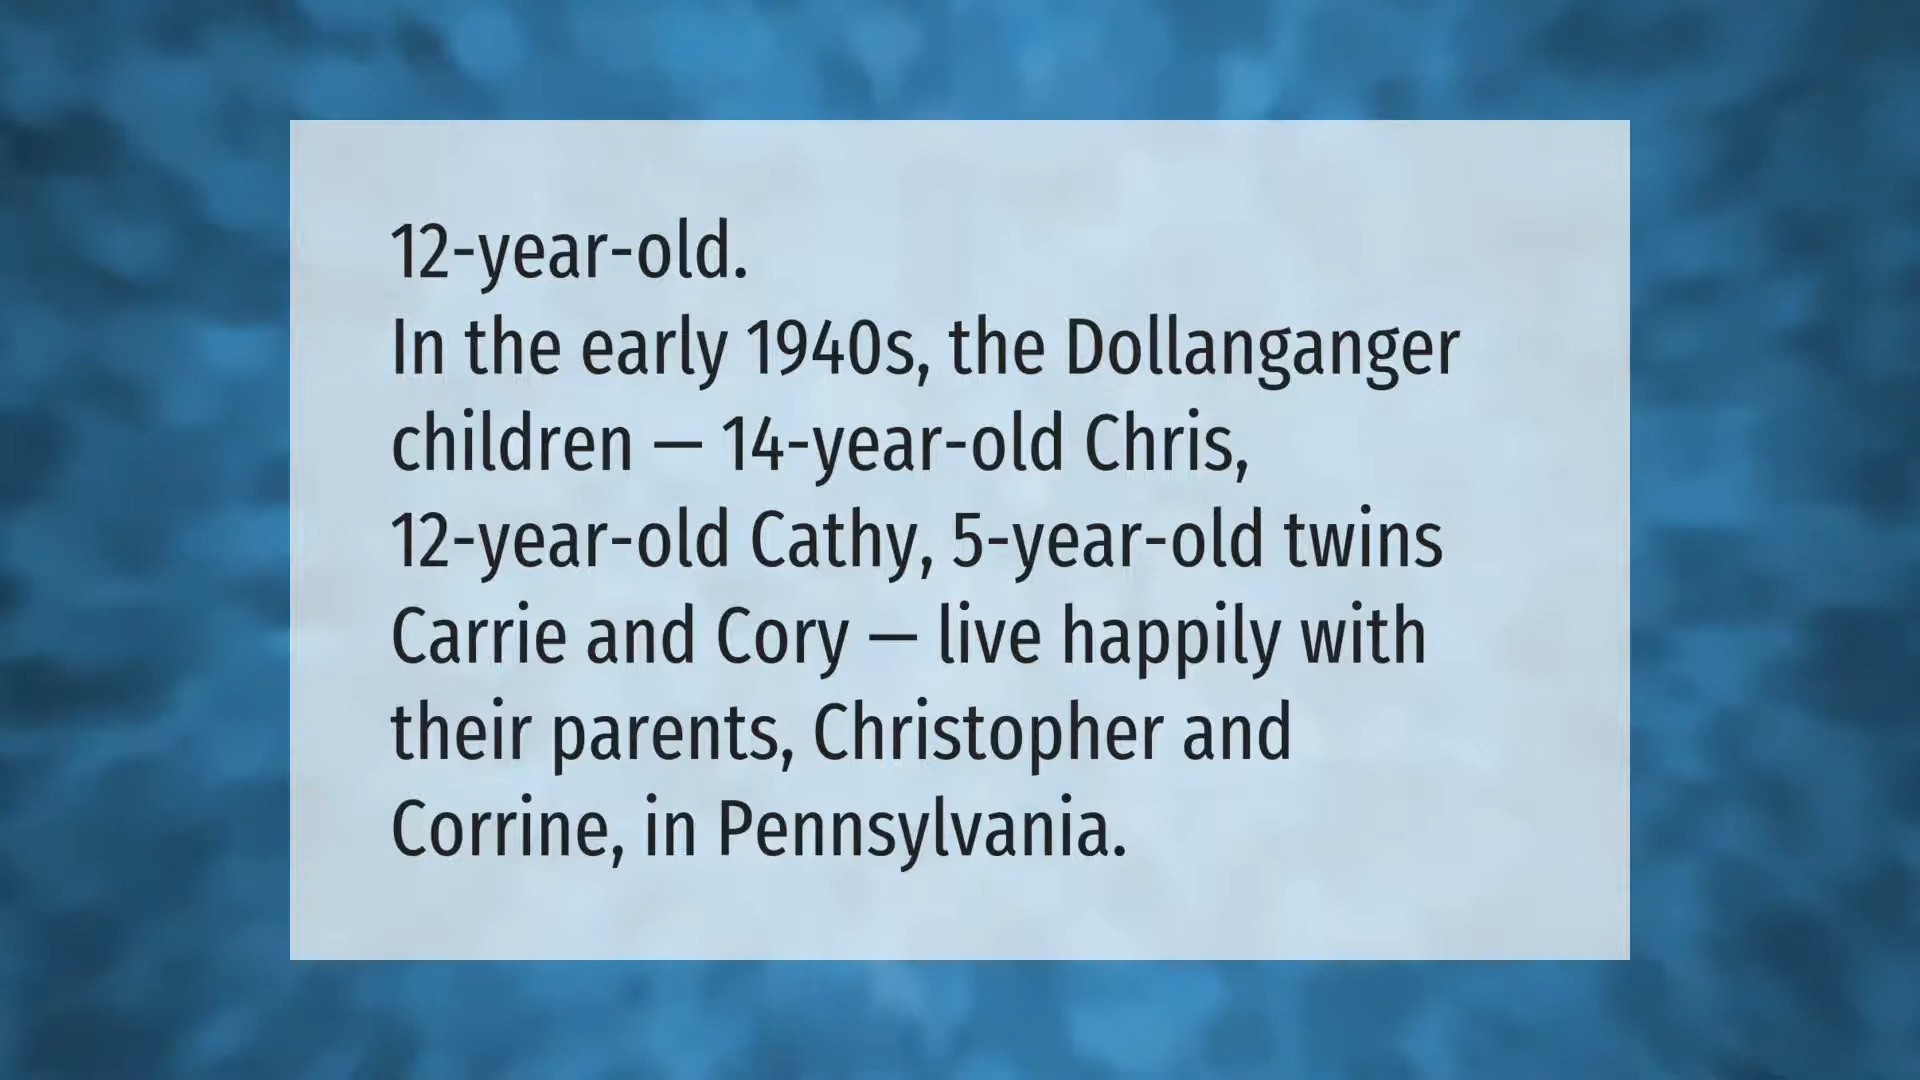 12-year-old.
In the early 1940s, the Dollanganger
children — 14-year-old Chris,
12-year-old Cathy, 5-year-old twins
Carrie and Cory — live happily with
their parents, Christopher and
Corrine, in Pennsylvania.